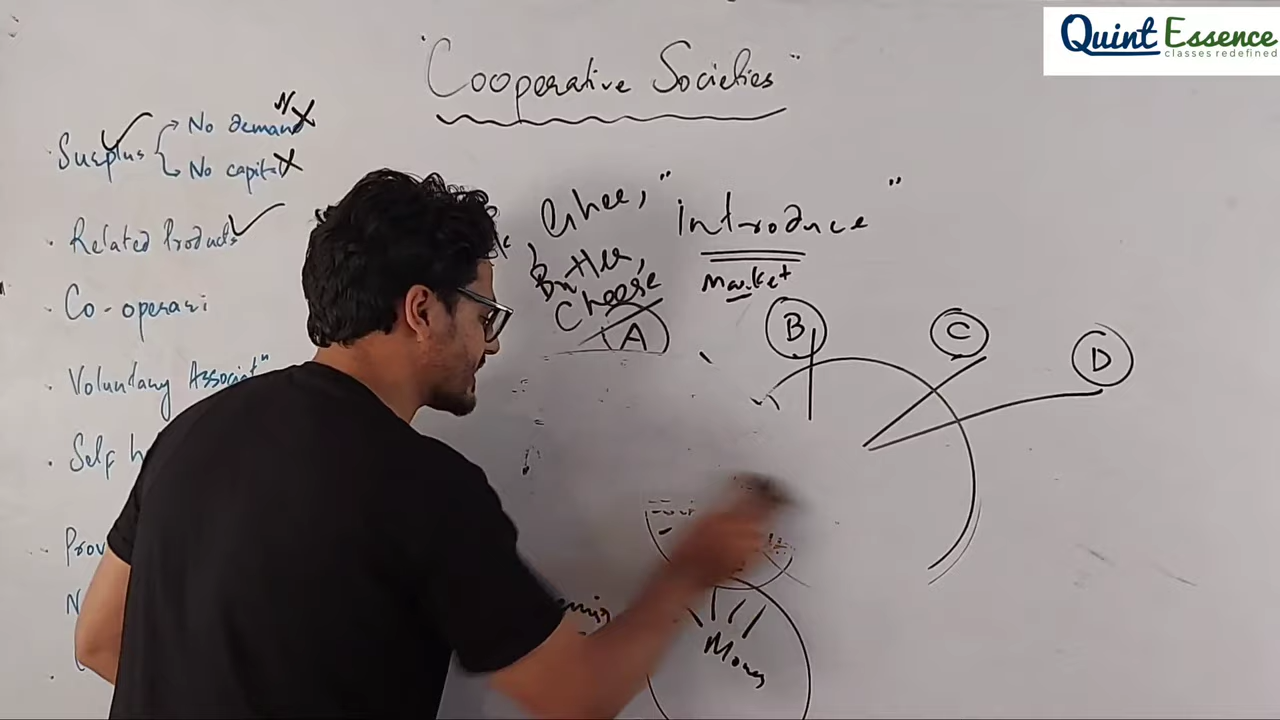 Quint Essence
classes redefined
"Cooperative Societies"
Surplus
No demand
N
No capital
. Related Products
. Co-operari
. Voluntary Associat"
. Self h
. Prov
N
Ghee,
Butter,
Cheese
" introduce "
Market
A
B
C
D
Money